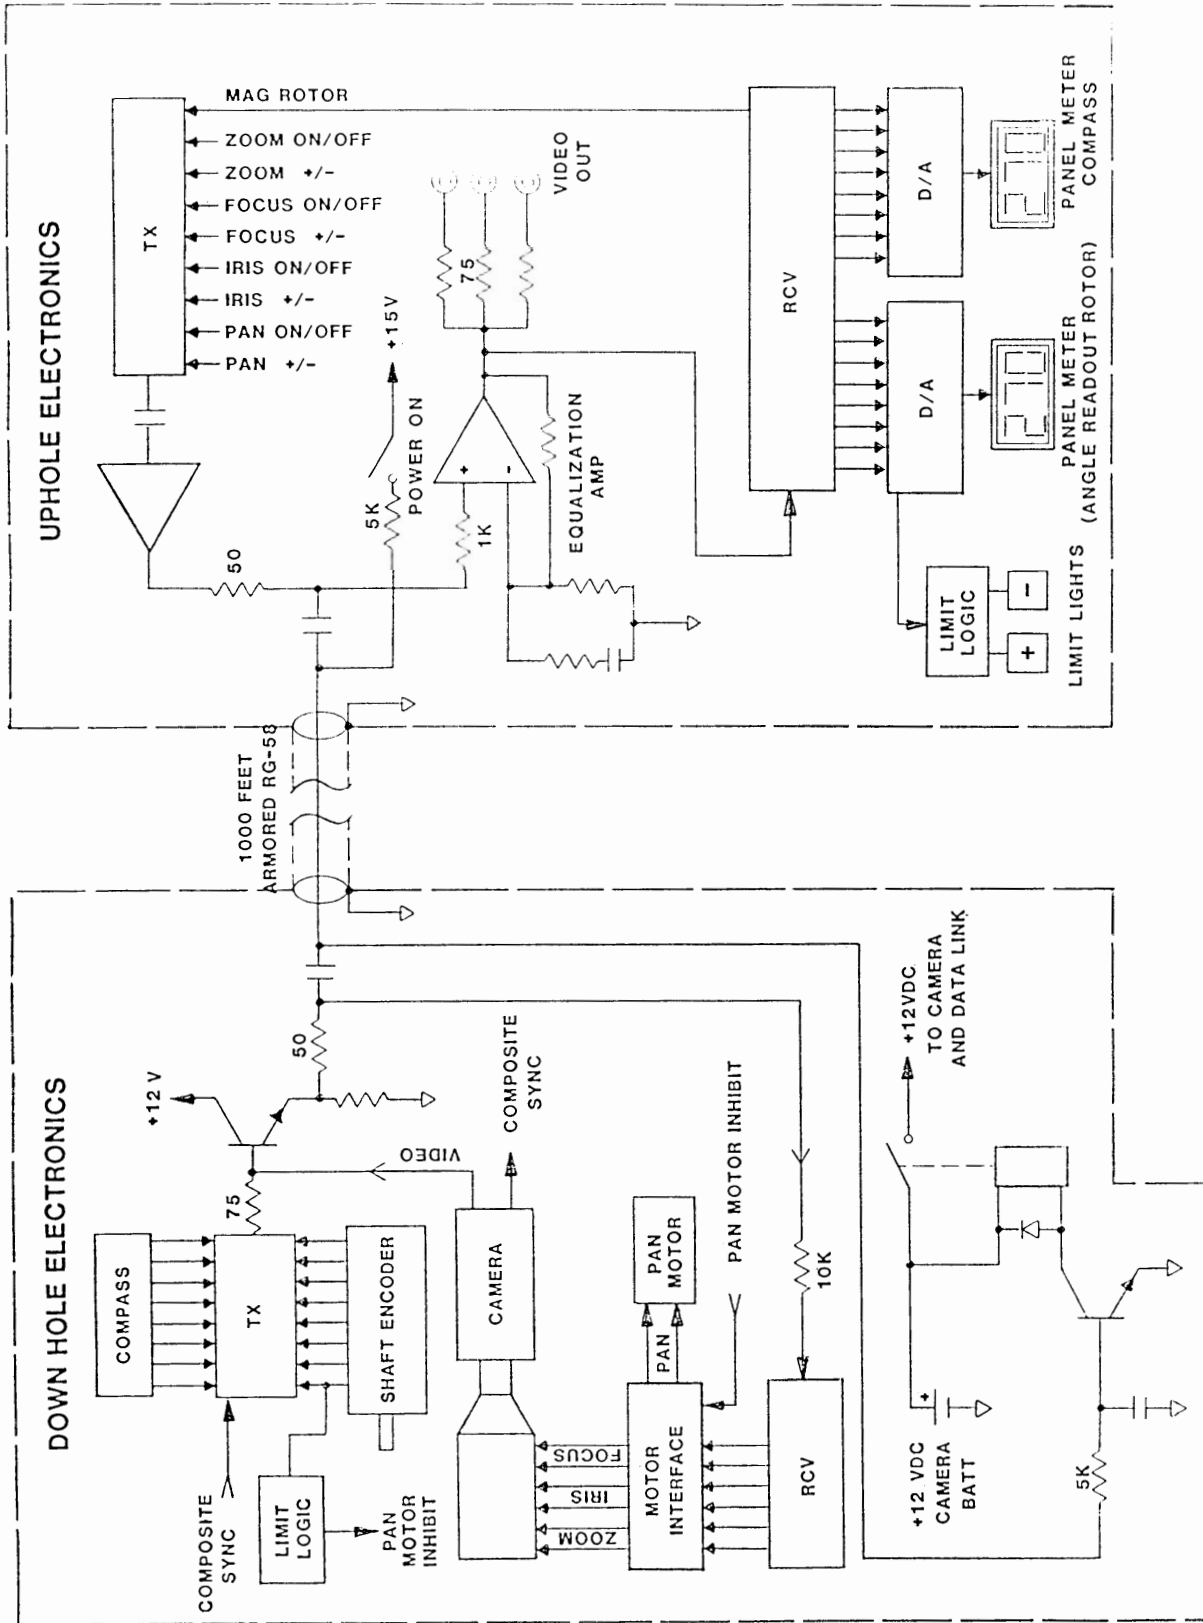 UPHOLE ELECTRONICS
TX
MAG ROTOR
ZOOM ON/OFF
ZOOM +/-
FOCUS ON/OFF
FOCUS +/-
IRIS ON/OFF
IRIS +/-
PAN ON/OFF
PAN +/-
50
5K
POWER ON
+15V
1K
+
-
EQUALIZATION
AMP
75
VIDEO
OUT
RCV
D/A
D/A
210
210
PANEL METER
COMPASS
PANEL METER
(ANGLE READOUT ROTOR)
LIMIT
LOGIC
+
-
LIMIT LIGHTS
1000 FEET
ARMORED RG-58
DOWN HOLE ELECTRONICS
COMPASS
TX
SHAFT ENCODER
COMPOSITE
SYNC
LIMIT
LOGIC
PAN
MOTOR
INHIBIT
75
+12 V
50
VIDEO
CAMERA
COMPOSITE
SYNC
ZOOM
IRIS
FOCUS
MOTOR
INTERFACE
PAN
PAN
MOTOR
PAN MOTOR INHIBIT
RCV
10K
+12VDC
TO CAMERA
AND DATA LINK
+12 VDC
CAMERA
BATT
+
5K